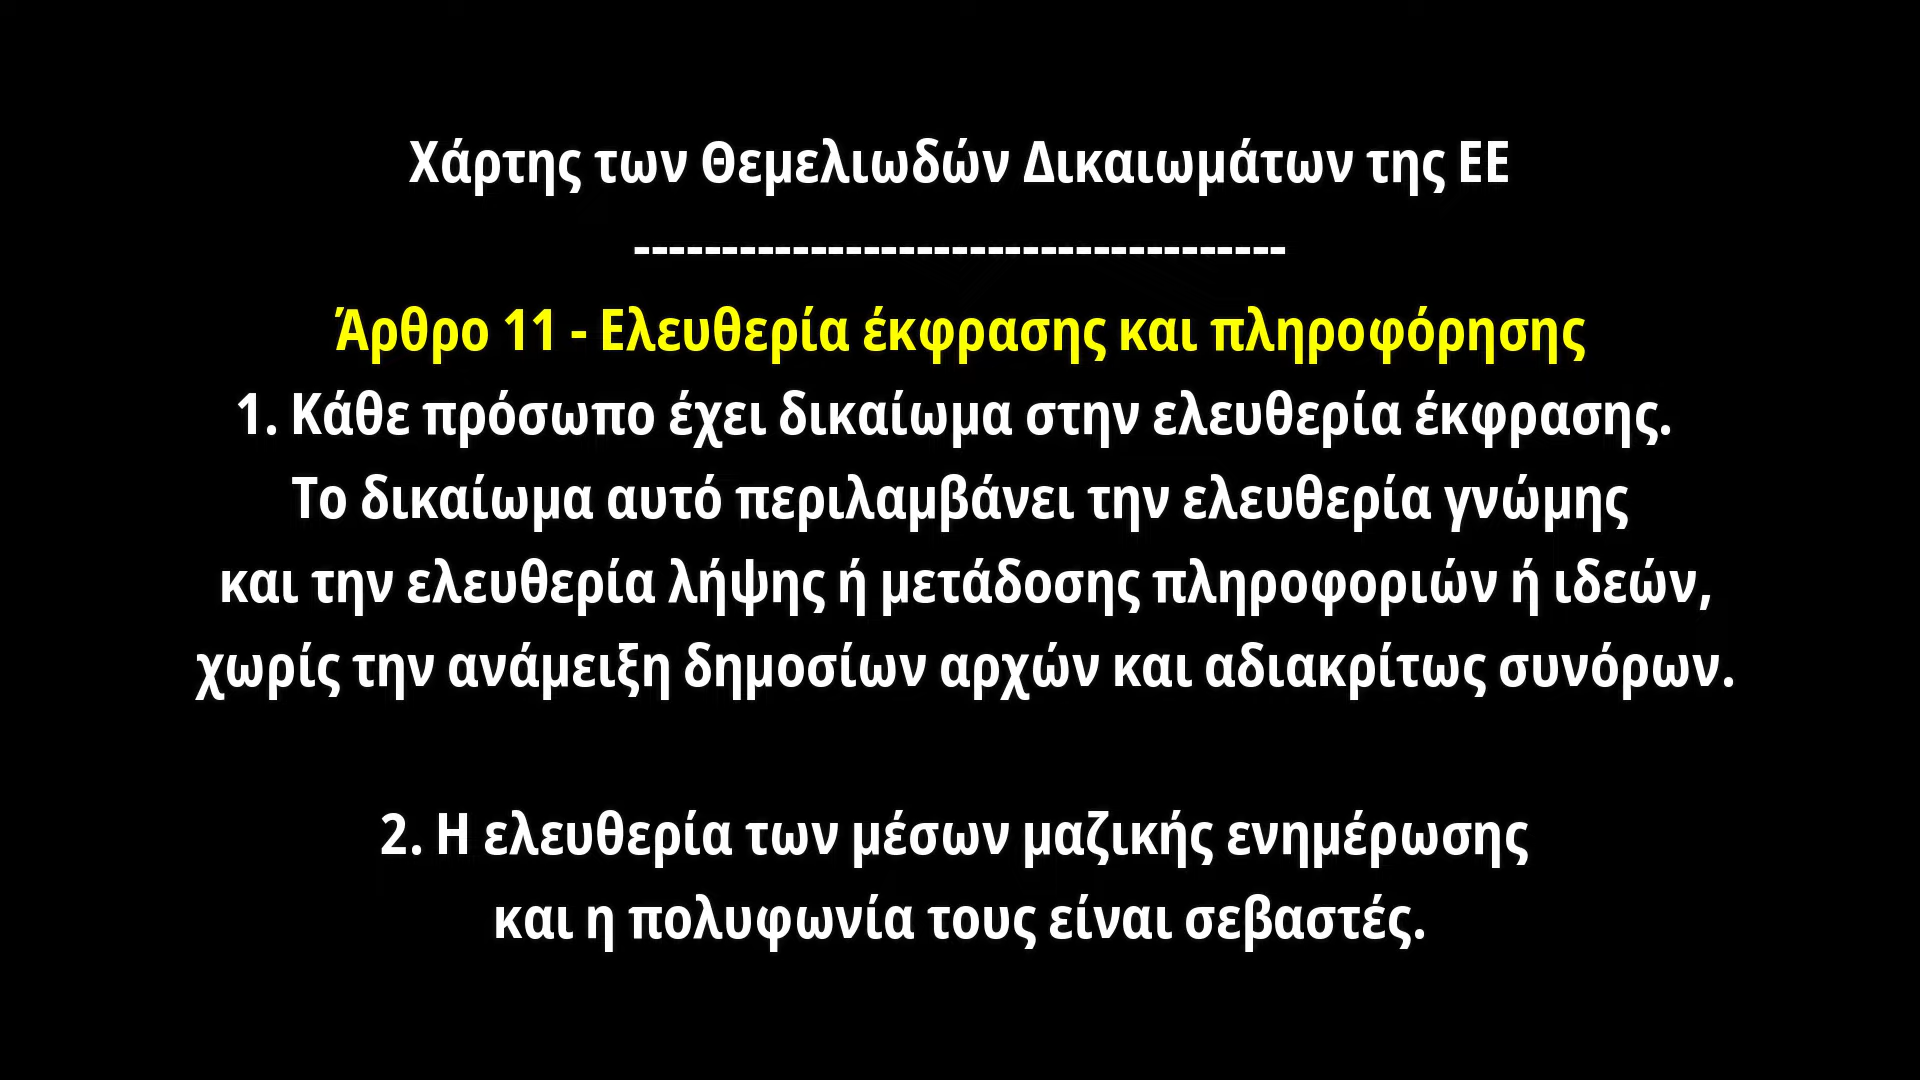 Χάρτης των Θεμελιωδών Δικαιωμάτων της ΕΕ
-------------------------------------
Άρθρο 11 - Ελευθερία έκφρασης και πληροφόρησης
1. Κάθε πρόσωπο έχει δικαίωμα στην ελευθερία έκφρασης.
Το δικαίωμα αυτό περιλαμβάνει την ελευθερία γνώμης
και την ελευθερία λήψης ή μετάδοσης πληροφοριών ή ιδεών,
χωρίς την ανάμειξη δημοσίων αρχών και αδιακρίτως συνόρων.
2. Η ελευθερία των μέσων μαζικής ενημέρωσης
και η πολυφωνία τους είναι σεβαστές.